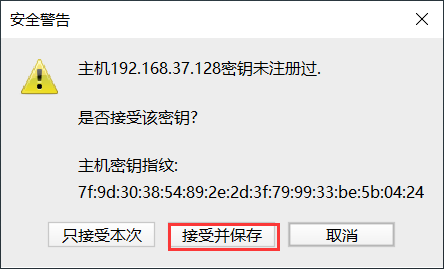 安全警告
主机192.168.37.128密钥未注册过.
是否接受该密钥?
主机密钥指纹:
7f:9d:30:38:54:89:2e:2d:3f:79:99:33:be:5b:04:24
只接受本次
接受并保存
取消